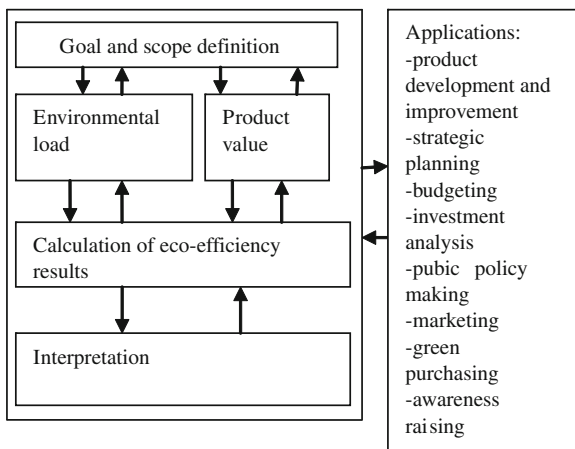 Goal and scope definition
Environmental
load
Product
value
Calculation of eco-efficiency
results
Interpretation
Applications:
-product
development and
improvement
-strategic
planning
-budgeting
-investment
analysis
-pubic policy
making
-marketing
-green
purchasing
-awareness
raising